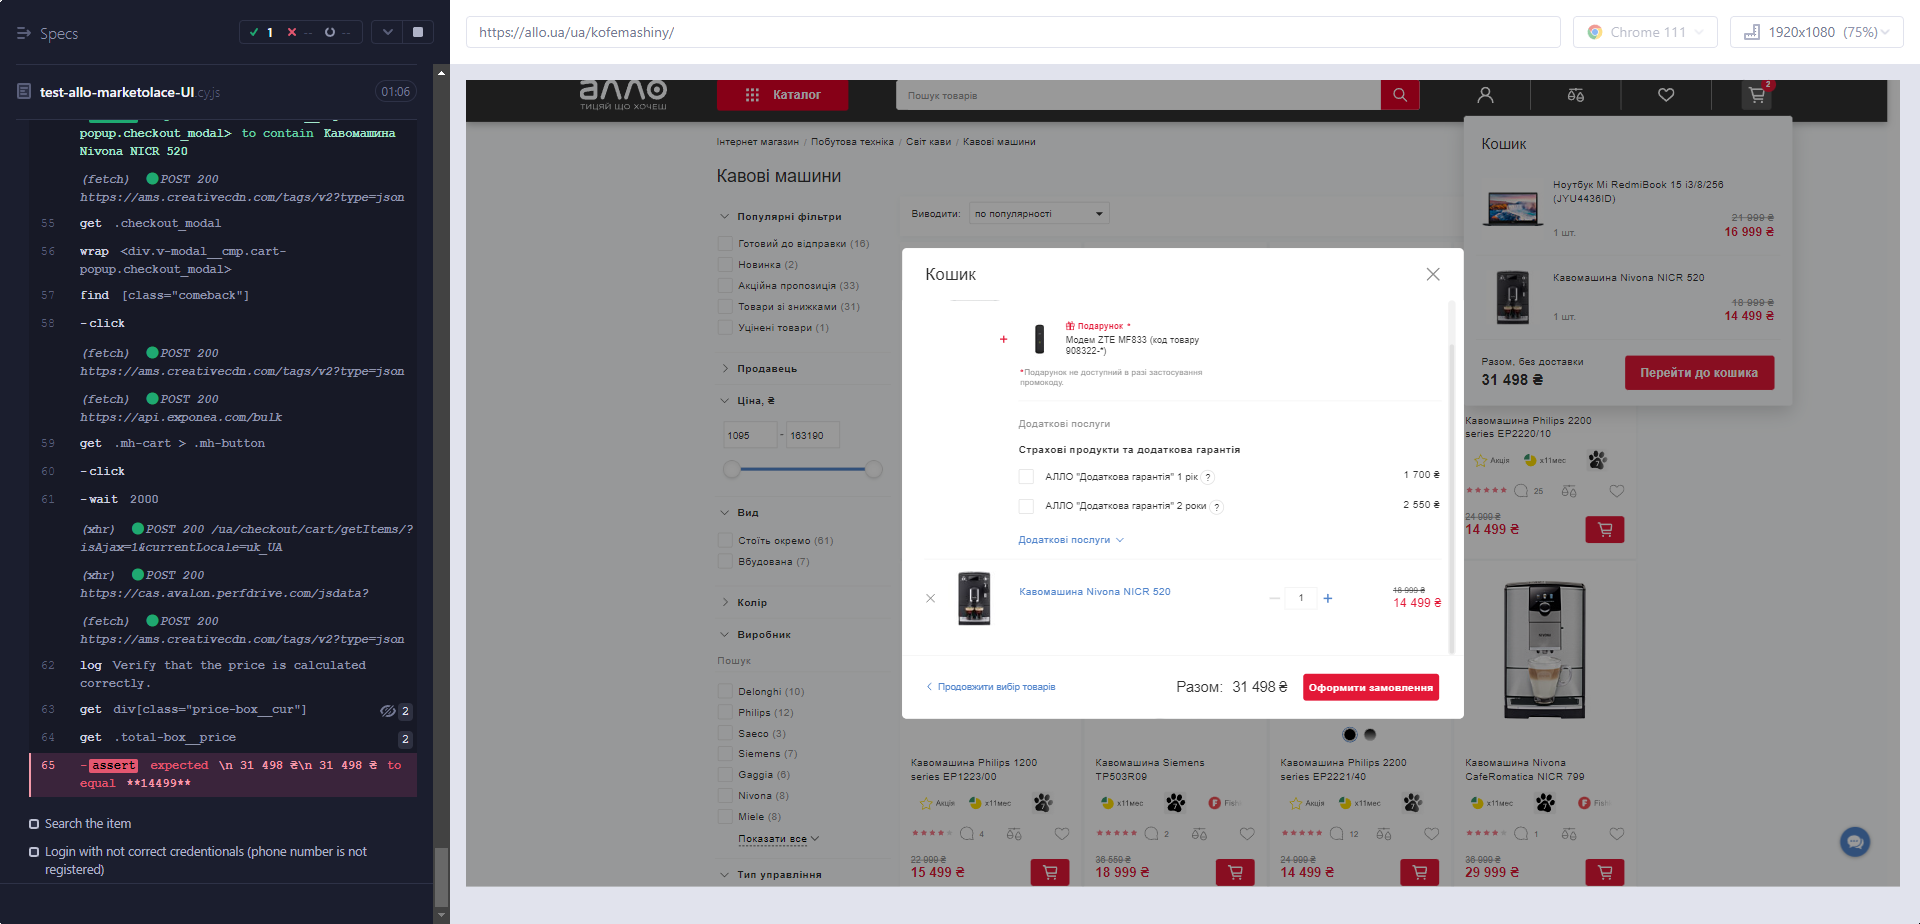 Specs
1 -- --
https://allo.ua/ua/kofemashiny/
Chrome 111
1920x1080 (75%)
test-allo-marketolace-UI.cy.js
01:06
popup.checkout_modal> to contain Кавомашина
Nivona NICR 520
(fetch) POST 200
https://ams.creativecdn.com/tags/v2?type=json
55 get .checkout_modal
56 wrap <div.v-modal__cmp.cart-
popup.checkout_modal>
57 find [class="comeback"]
58 -click
(fetch) POST 200
https://ams.creativecdn.com/tags/v2?type=json
(fetch) POST 200
https://api.exponea.com/bulk
59 get .mh-cart > .mh-button
60 -click
61 -wait 2000
(xhr) POST 200 /ua/checkout/cart/getItems/?
isAjax=1&currentLocale=uk_UA
(xhr) POST 200
https://cas.avalon.perfdrive.com/jsdata?
(fetch) POST 200
https://ams.creativecdn.com/tags/v2?type=json
62 log Verify that the price is calculated
correctly.
63 get div[class="price-box__cur"] 2
64 get .total-box__price 2
65 -assert expected \n 31 498 ₴\n 31 498 ₴ to
equal **14499**
Search the item
Login with not correct credentionals (phone number is not
registered)
АЛЛО
ТИЦЯЙ ЩО ХОЧЕШ
Каталог
Пошук товарів
2
Інтернет магазин / Побутова техніка / Світ кави / Кавові машини
Кавові машини
Популярні фільтри
Готовий до відправки (16)
Новинка (2)
Акційна пропозиція (33)
Товари зі знижками (31)
Уцінені товари (1)
Продавець
Ціна, ₴
1095 - 163190
Вид
Стоїть окремо (61)
Вбудована (7)
Колір
Виробник
Пошук
Delonghi (10)
Philips (12)
Saeco (3)
Siemens (7)
Gaggia (6)
Nivona (8)
Miele (8)
Показати все
Тип управління
Виводити: по популярності
Кошик
Ноутбук Mi RedmiBook 15 i3/8/256
(JYU4436ID)
21 999 ₴
1 шт. 16 999 ₴
Кавомашина Nivona NICR 520
18 999 ₴
1 шт. 14 499 ₴
Разом, без доставки
31 498 ₴
Перейти до кошика
Кошик
+
Подарунок *
Модем ZTE MF833 (код товару
908322-*)
*Подарунок не доступний в разі застосування
промокоду.
Додаткові послуги
Страхові продукти та додаткова гарантія
АЛЛО "Додаткова гарантія" 1 рік ? 1 700 ₴
АЛЛО "Додаткова гарантія" 2 роки ? 2 550 ₴
Додаткові послуги
Кавомашина Nivona NICR 520
1
18 999 ₴
14 499 ₴
Продовжити вибір товарів
Разом: 31 498 ₴
Оформити замовлення
Кавомашина Philips 2200
series EP2220/10
Акція x11мес
25
24 999 ₴
14 499 ₴
Кавомашина Philips 1200
series EP1223/00
Акція x11мес
4
22 999 ₴
15 499 ₴
Кавомашина Siemens
TP503R09
x11мес Fishk
2
36 559 ₴
18 999 ₴
Кавомашина Philips 2200
series EP2221/40
Акція x11мес
12
24 999 ₴
14 499 ₴
Кавомашина Nivona
CafeRomatica NICR 799
x11мес Fishk
1
36 999 ₴
29 999 ₴